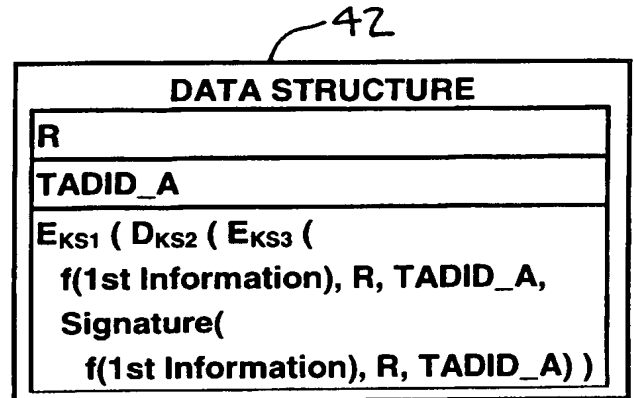 42
DATA STRUCTURE
R
TADID_A
EKS1 ( DKS2 ( EKS3 (
f(1st Information), R, TADID_A,
Signature(
f(1st Information), R, TADID_A) )